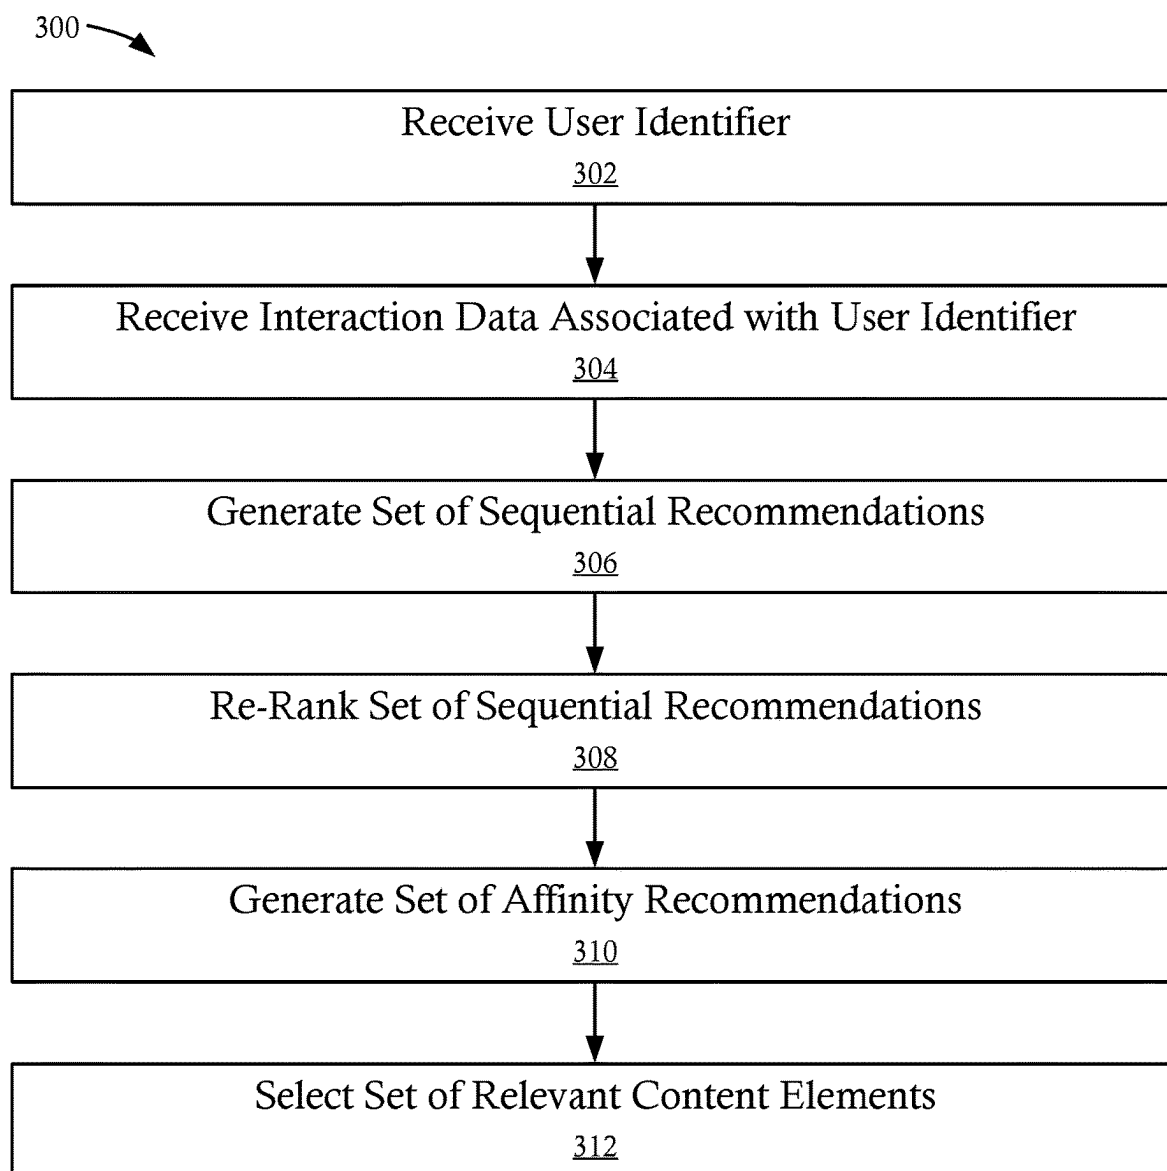 300
Receive User Identifier
302
Receive Interaction Data Associated with User Identifier
304
Generate Set of Sequential Recommendations
306
Re-Rank Set of Sequential Recommendations
308
Generate Set of Affinity Recommendations
310
Select Set of Relevant Content Elements
312